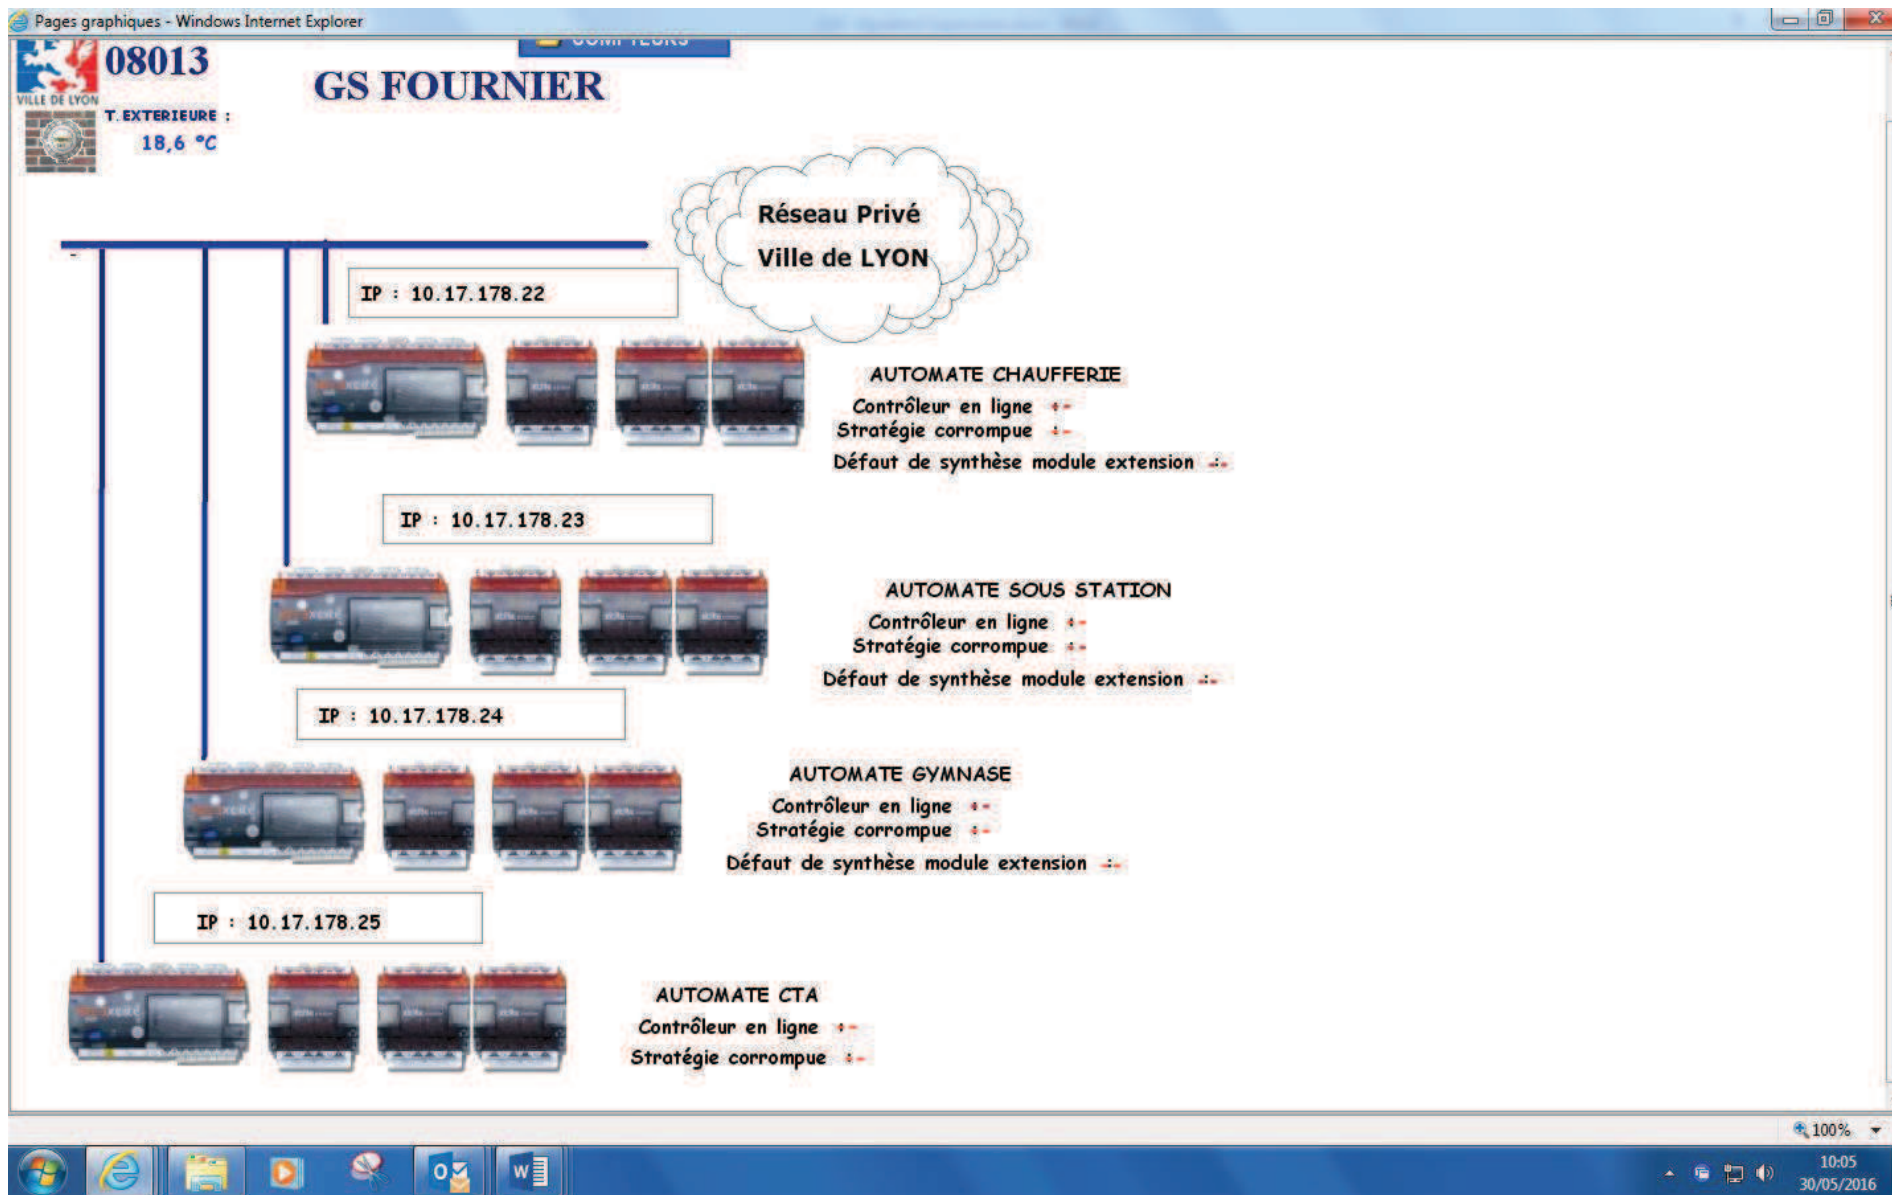 Pages graphiques - Windows Internet Explorer
COMPTEURS
08013
GS FOURNIER
VILLE DE LYON
T.EXTERIEURE :
18,6 °C
Réseau Privé
Ville de LYON
IP : 10.17.178.22
AUTOMATE CHAUFFERIE
Contrôleur en ligne :-
Stratégie corrompue :-
Défaut de synthèse module extension -:-
IP : 10.17.178.23
AUTOMATE SOUS STATION
Contrôleur en ligne :-
Stratégie corrompue :-
Défaut de synthèse module extension -:-
IP : 10.17.178.24
AUTOMATE GYMNASE
Contrôleur en ligne :-
Stratégie corrompue :-
Défaut de synthèse module extension -:-
IP : 10.17.178.25
AUTOMATE CTA
Contrôleur en ligne :-
Stratégie corrompue :-
100%
10:05
30/05/2016